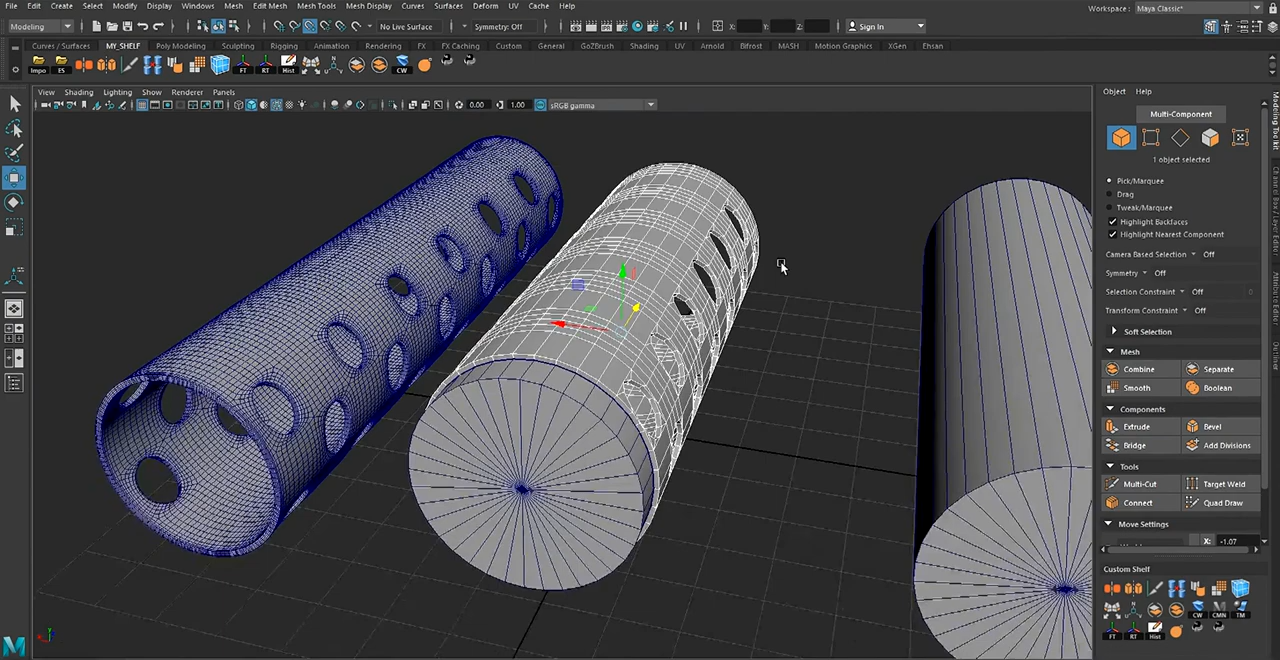 File Edit Create Select Modify Display Windows Mesh Edit Mesh Mesh Tools Mesh Display Curves Surfaces Deform UV Cache Help
Workspace : Maya Classic*
Modeling No Live Surface Symmetry: Off X: Y: Z: Sign In
Curves / Surfaces MY_SHELF Poly Modeling Sculpting Rigging Animation Rendering FX FX Caching Custom General GoZBrush Shading UV Arnold Bifrost MASH Motion Graphics XGen Ehsan
Impo ES FT RT Hist CW
View Shading Lighting Show Renderer Panels
0.00 1.00 sRGB gamma
Object Help
Multi-Component
1 object selected
Pick/Marquee
Drag
Tweak/Marquee
Highlight Backfaces
Highlight Nearest Component
Camera Based Selection Off
Symmetry Off
Selection Constraint Off 0
Transform Constraint Off
Soft Selection
Mesh
Combine Separate
Smooth Boolean
Components
Extrude Bevel
Bridge Add Divisions
Tools
Multi-Cut Target Weld
Connect Quad Draw
Move Settings
X: -1.07
Custom Shelf
CW CMN TM
FT RT Hist
Modeling Toolkit
Channel Box / Layer Editor
Attribute Editor
Outliner